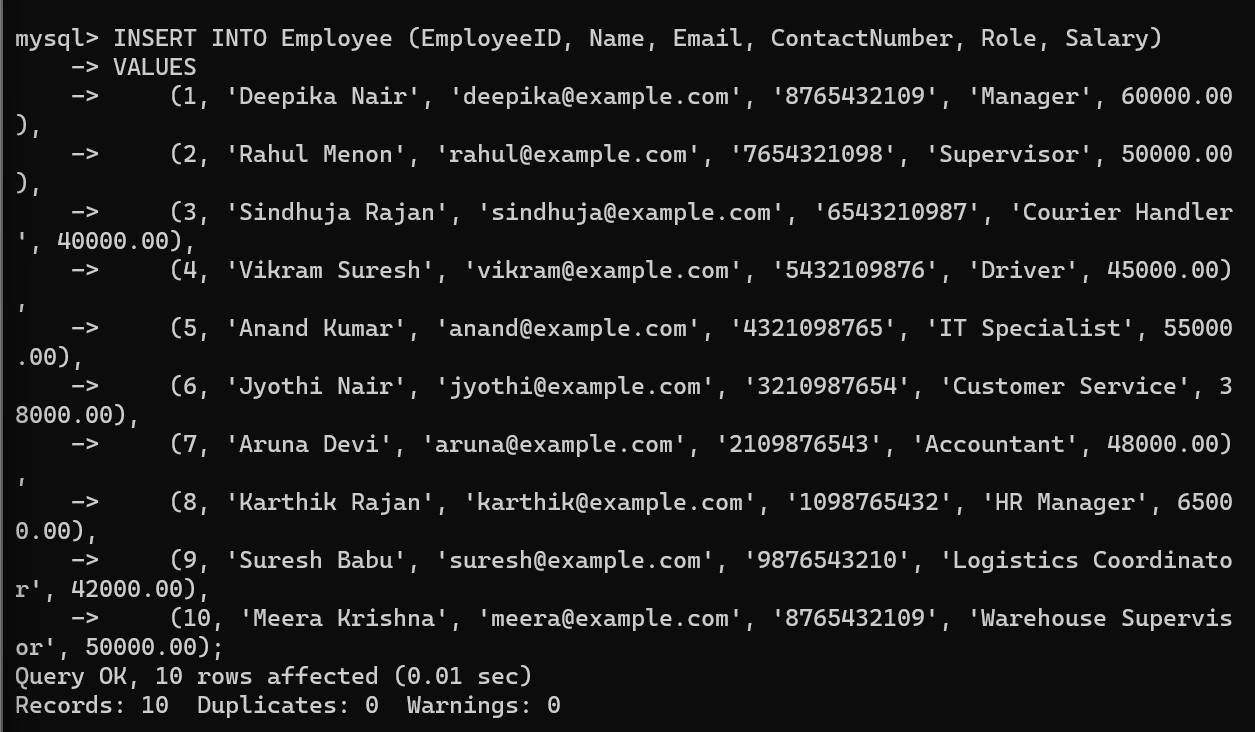 mysql> INSERT INTO Employee (EmployeeID, Name, Email, ContactNumber, Role, Salary)
    -> VALUES
    ->     (1, 'Deepika Nair', 'deepika@example.com', '8765432109', 'Manager', 60000.00
),
    ->     (2, 'Rahul Menon', 'rahul@example.com', '7654321098', 'Supervisor', 50000.00
),
    ->     (3, 'Sindhuja Rajan', 'sindhuja@example.com', '6543210987', 'Courier Handler
', 40000.00),
    ->     (4, 'Vikram Suresh', 'vikram@example.com', '5432109876', 'Driver', 45000.00)
,
    ->     (5, 'Anand Kumar', 'anand@example.com', '4321098765', 'IT Specialist', 55000
.00),
    ->     (6, 'Jyothi Nair', 'jyothi@example.com', '3210987654', 'Customer Service', 3
8000.00),
    ->     (7, 'Aruna Devi', 'aruna@example.com', '2109876543', 'Accountant', 48000.00)
,
    ->     (8, 'Karthik Rajan', 'karthik@example.com', '1098765432', 'HR Manager', 6500
0.00),
    ->     (9, 'Suresh Babu', 'suresh@example.com', '9876543210', 'Logistics Coordinato
r', 42000.00),
    ->     (10, 'Meera Krishna', 'meera@example.com', '8765432109', 'Warehouse Supervis
or', 50000.00);
Query OK, 10 rows affected (0.01 sec)
Records: 10  Duplicates: 0  Warnings: 0